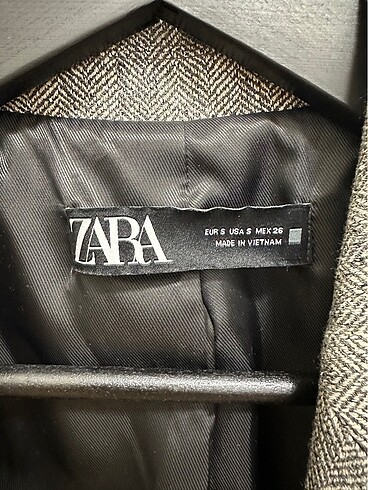 ZARA
EUR S USA S MEX 26
MADE IN VIETNAM